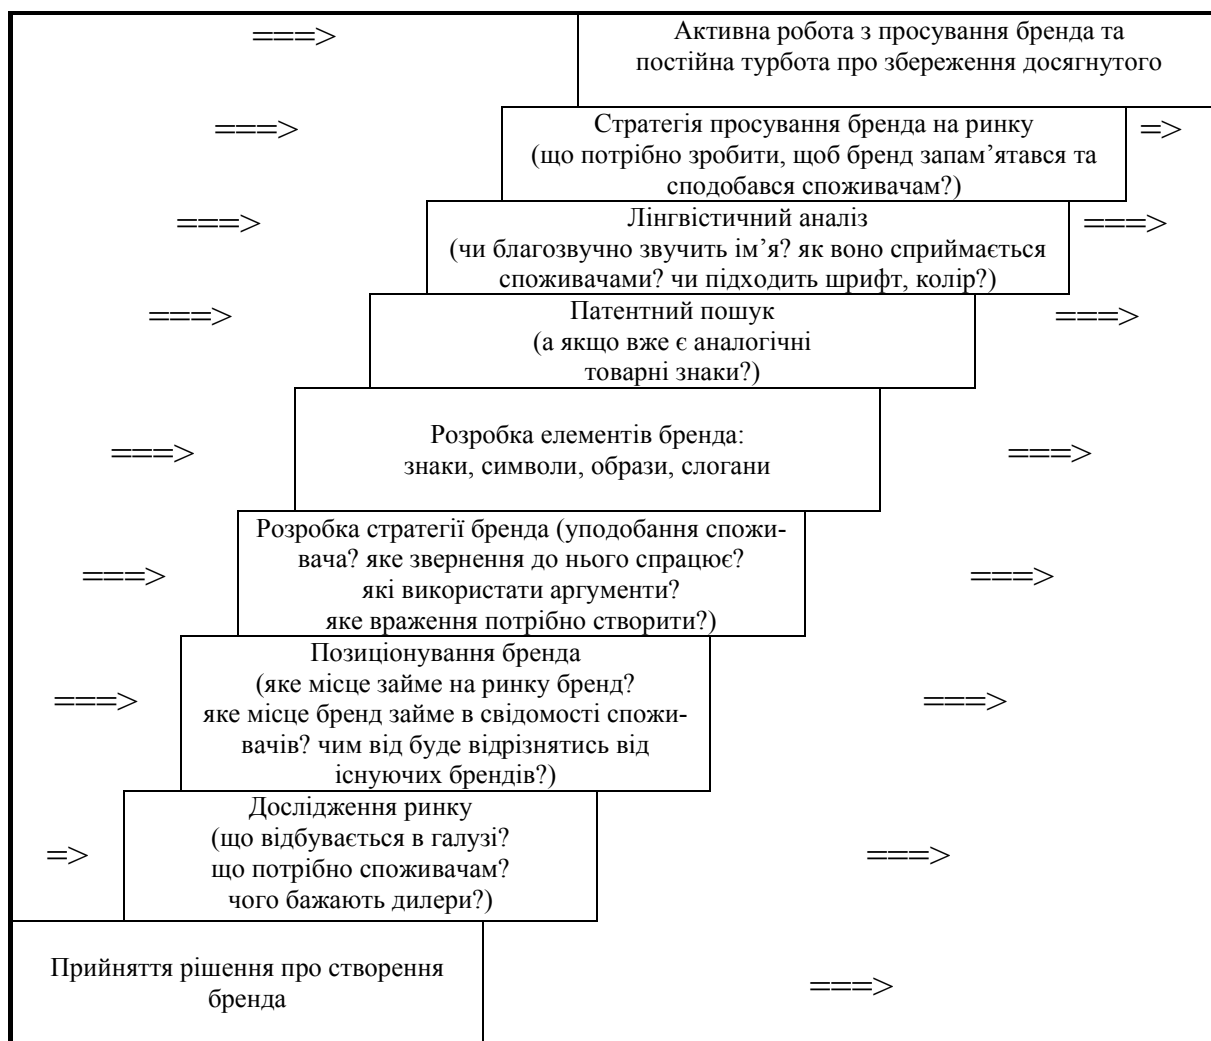 ===>
Активна робота з просування бренда та
постійна турбота про збереження досягнутого
===>
Стратегія просування бренда на ринку
(що потрібно зробити, щоб бренд запам’ятався та
сподобався споживачам?)
=>
===>
Лінгвістичний аналіз
(чи благозвучно звучить ім’я? як воно сприймається
споживачами? чи підходить шрифт, колір?)
===>
===>
Патентний пошук
(а якщо вже є аналогічні
товарні знаки?)
===>
===>
Розробка елементів бренда:
знаки, символи, образи, слогани
===>
===>
Розробка стратегії бренда (уподобання спожи-
вача? яке звернення до нього спрацює?
які використати аргументи?
яке враження потрібно створити?)
===>
===>
Позиціонування бренда
(яке місце займе на ринку бренд?
яке місце бренд займе в свідомості спожи-
вачів? чим від буде відрізнятись від
існуючих брендів?)
===>
=>
Дослідження ринку
(що відбувається в галузі?
що потрібно споживачам?
чого бажають дилери?)
===>
Прийняття рішення про створення
бренда
===>